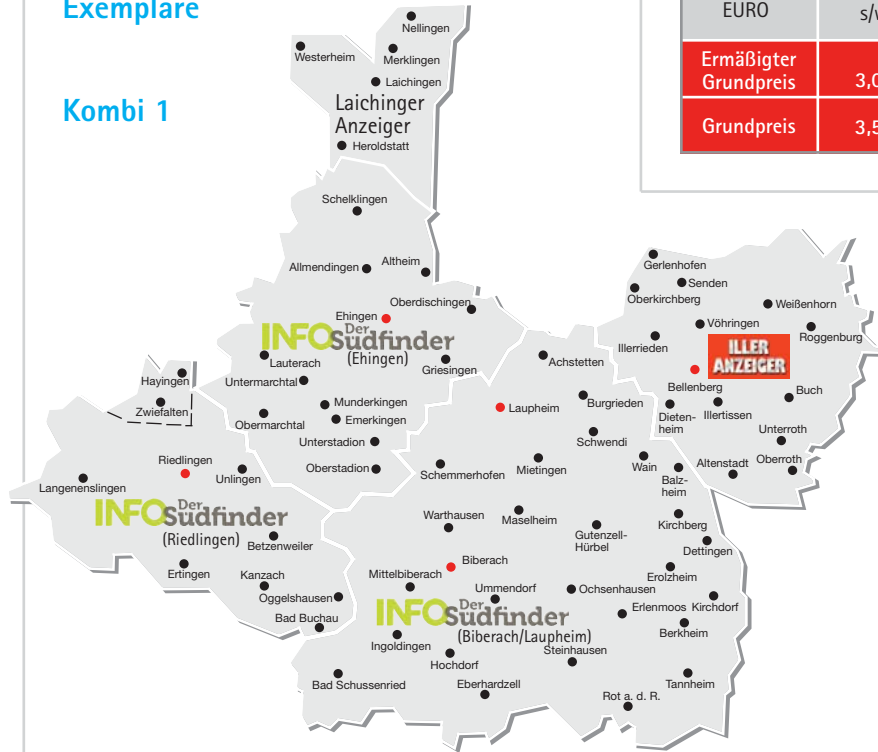 Exemplare
Kombi 1
EURO
s/w
Ermäßigter
Grundpreis
3,0
Grundpreis
3,5
Nellingen
Westerheim
Merklingen
Laichingen
Laichinger
Anzeiger
Heroldstatt
Schelklingen
Allmendingen
Altheim
Oberdischingen
Ehingen
INFO Der
Südfinder
(Ehingen)
Lauterach
Griesingen
Untermarchtal
Munderkingen
Obermarchtal
Emerkingen
Unterstadion
Oberstadion
Hayingen
Zwiefalten
Riedlingen
Unlingen
Langenenslingen
INFO Der
Südfinder
(Riedlingen)
Betzenweiler
Ertingen
Kanzach
Oggelshausen
Bad Buchau
Gerlenhofen
Senden
Oberkirchberg
Weißenhorn
Vöhringen
Roggenburg
Illerrieden
ILLER
ANZEIGER
Bellenberg
Buch
Dieten-
heim
Illertissen
Unterroth
Altenstadt
Oberroth
Achstetten
Laupheim
Burgrieden
Schwendi
Schemmerhofen
Mietingen
Wain
Balz-
heim
Warthausen
Maselheim
Gutenzell-
Hürbel
Kirchberg
Dettingen
Biberach
Mittelbiberach
Ummendorf
Ochsenhausen
Erolzheim
Erlenmoos
Kirchdorf
INFO Der
Südfinder
(Biberach/Laupheim)
Berkheim
Ingoldingen
Hochdorf
Steinhausen
Bad Schussenried
Eberhardzell
Tannheim
Rot a. d. R.